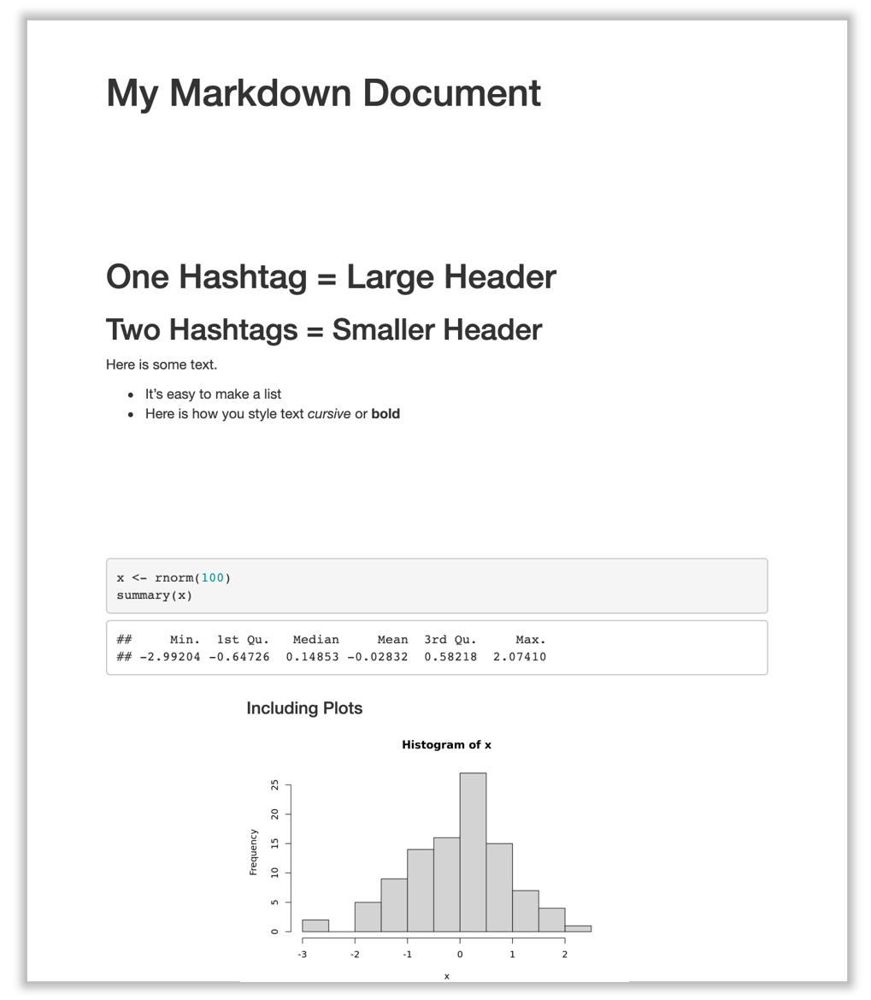 My Markdown Document
One Hashtag = Large Header
Two Hashtags = Smaller Header
Here is some text.
• It’s easy to make a list
• Here is how you style text cursive or bold
x <- rnorm(100)
summary(x)
##     Min.  1st Qu.   Median     Mean  3rd Qu.     Max.
## -2.99204 -0.64726  0.14853 -0.02832  0.58218  2.07410
Including Plots
Histogram of x
Frequency
25
20
15
10
5
0
-3 -2 -1 0 1 2
x